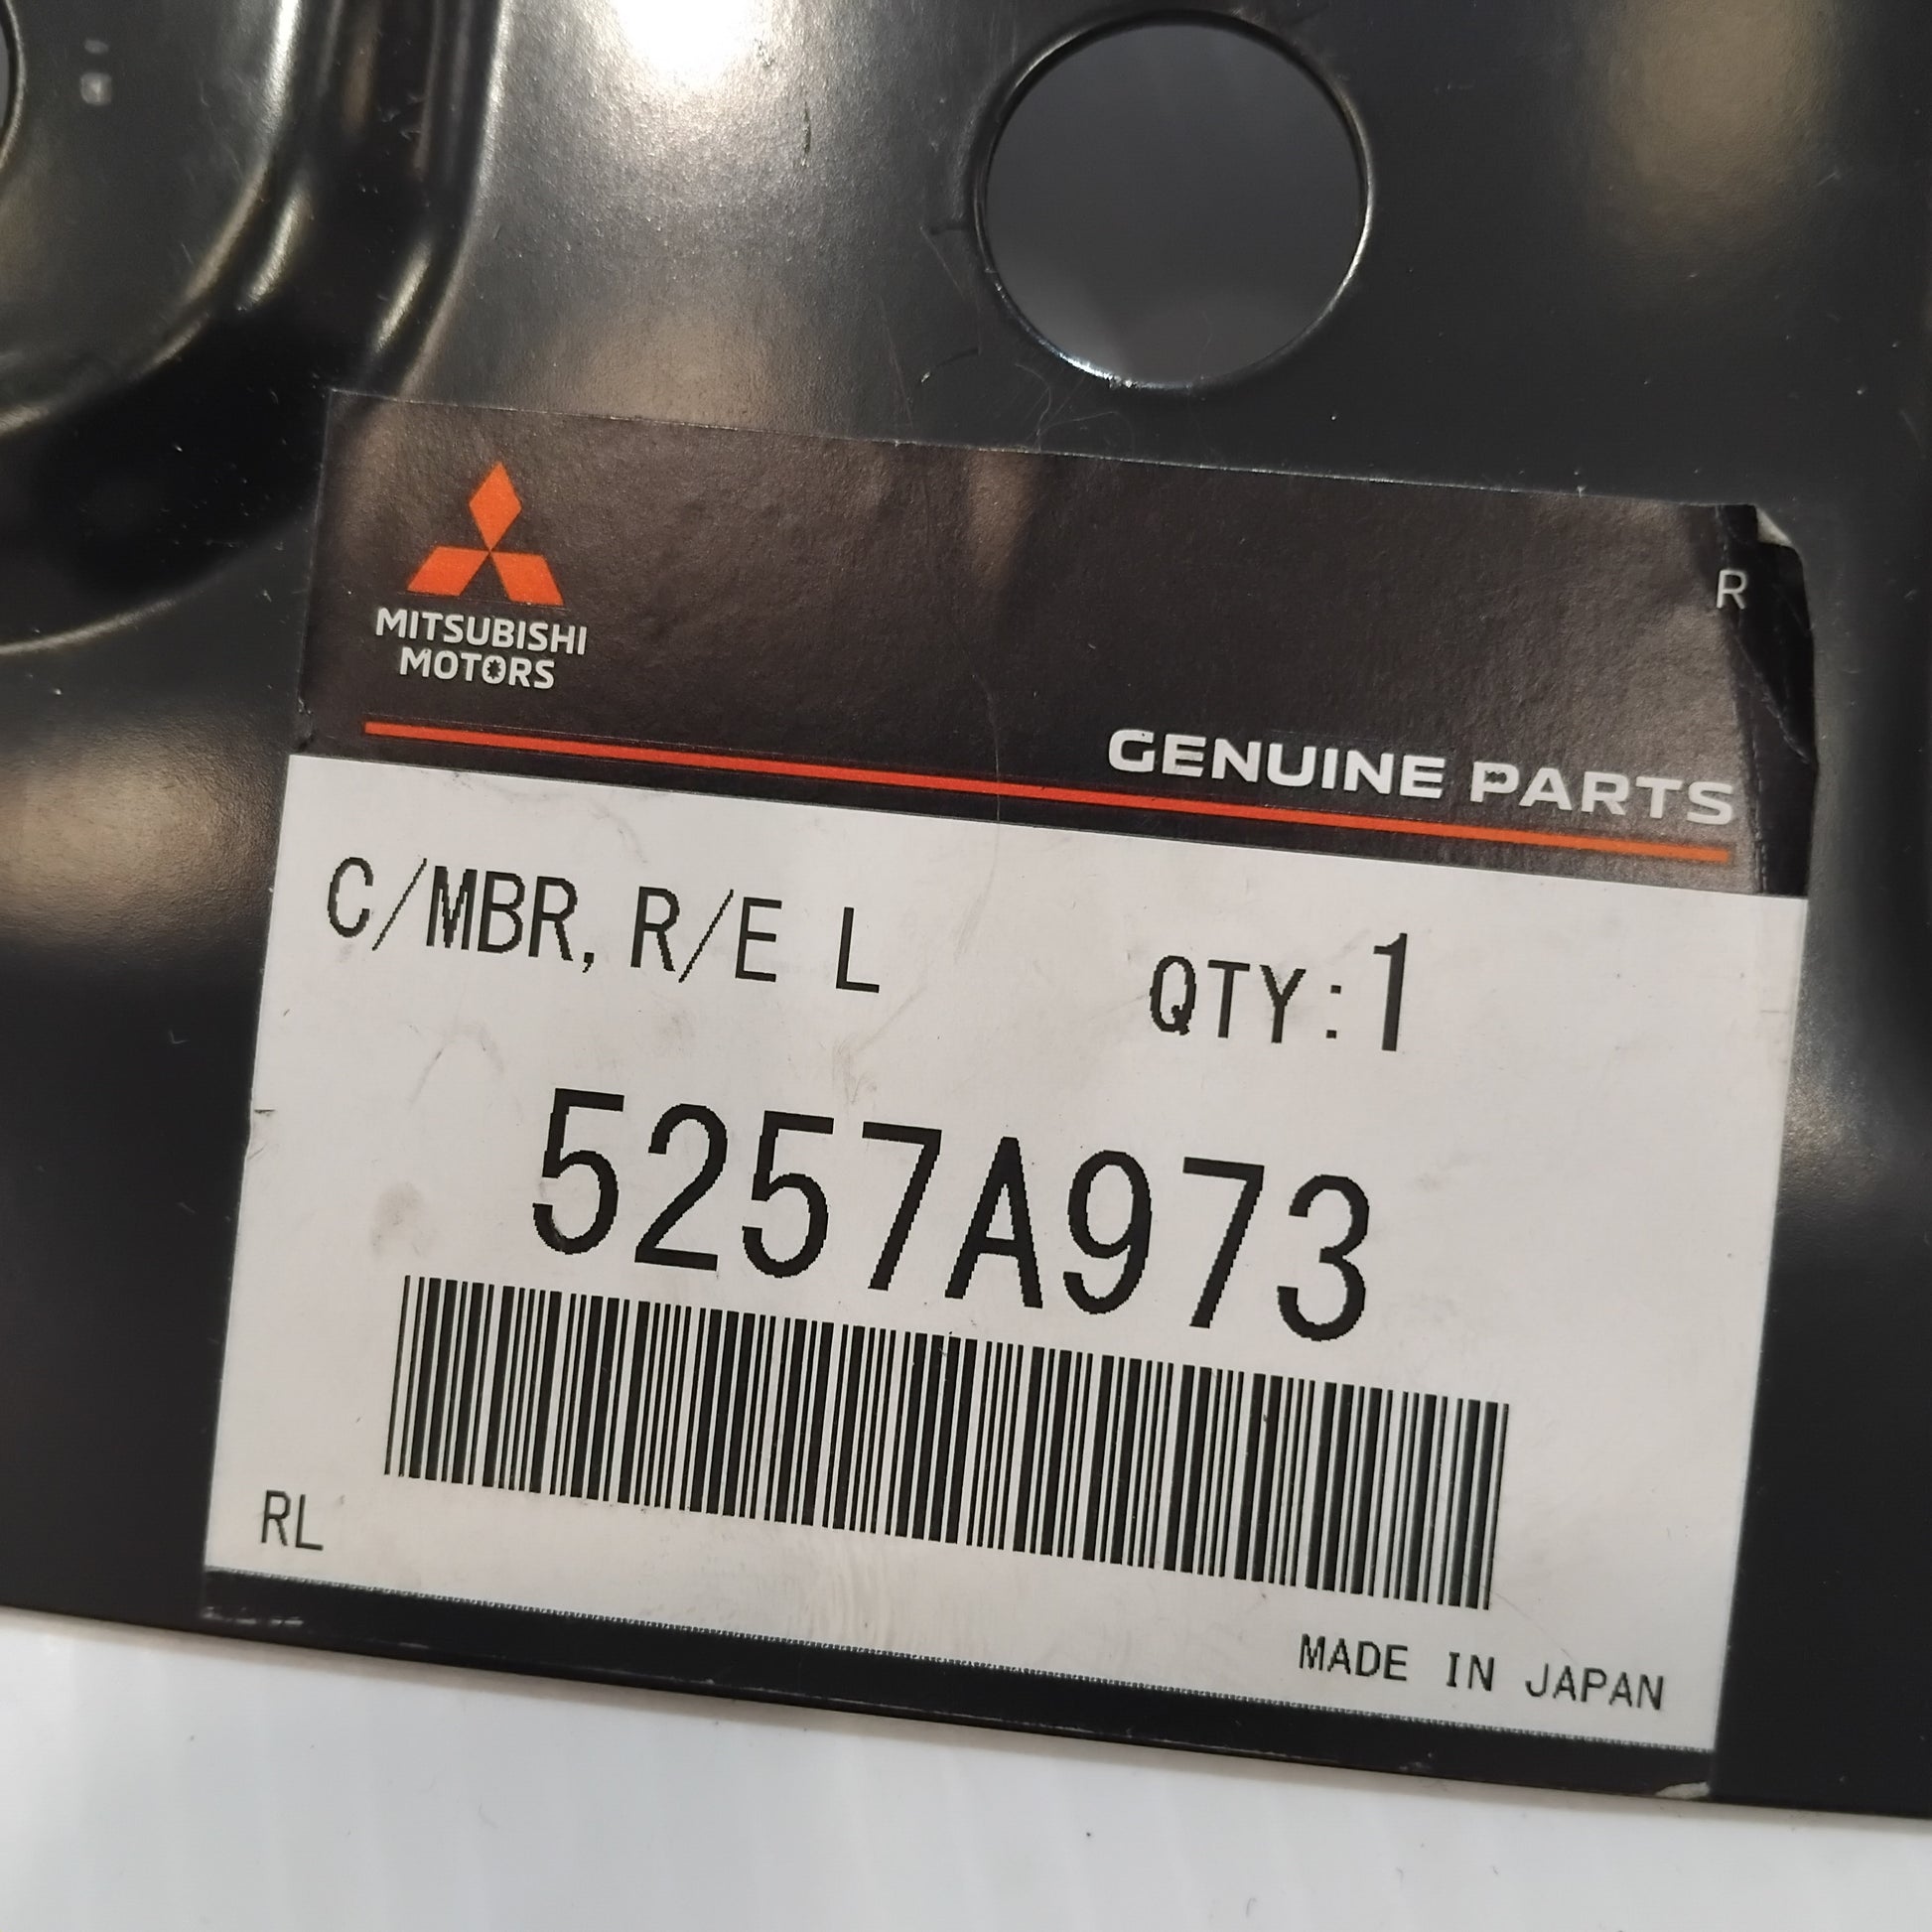 R
MITSUBISHI
MOTORS
GENUINE PARTS
C/MBR, R/E L QTY:1
5257A973
RL
MADE IN JAPAN